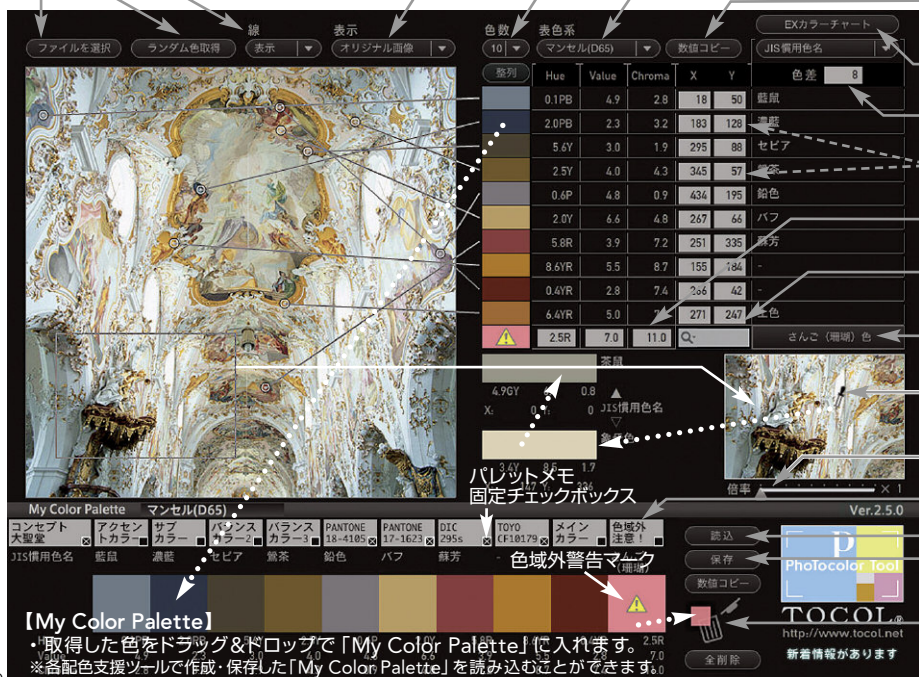 線
表示
色数
表色系
EXカラーチャート
ファイルを選択
ランダム色取得
表示
オリジナル画像
10
マンセル(D65)
数値コピー
JIS慣用色名
整列
Hue Value Chroma X Y
色差 8
0.1PB 4.9 2.8 18 50 藍鼠
2.0PB 2.3 3.2 183 128 濃藍
5.6Y 3.0 1.9 295 88 セピア
2.5Y 4.0 4.3 345 57 鶯茶
0.6P 4.8 0.9 434 195 鉛色
2.0Y 6.6 4.8 267 66 バフ
5.8R 3.9 7.2 251 335 蘇芳
8.6YR 5.5 8.7 155 184 -
0.4YR 2.8 7.4 266 42 -
6.4YR 5.0 271 247
2.5R 7.0 11.0 さんご（珊瑚）色
茶鼠
4.9GY 0.8
X: 0 0
JIS慣用色名
3.4Y 8.5 1.7
パレットメモ
固定チェックボックス
倍率 × 1
My Color Palette マンセル(D65)
Ver.2.5.0
コンセプト
大聖堂
アクセン
トカラー
サブ
カラー
バランス
カラー2
バランス
カラー3
PANTONE
18-4105
PANTONE
17-1623
DIC
295s
TOYO
CF10179
メイン
カラー
色域外
注意！
JIS慣用色名 藍鼠 濃藍 セピア 鶯茶 鉛色 バフ 蘇芳 -
(珊瑚)
色域外警告マーク
読込
保存
数値コピー
全削除
P
PhoTocolor Tool
TOCOL®
http://www.tocol.net
新着情報があります
【My Color Palette】
・取得した色をドラッグ&ドロップで「My Color Palette」に入れます。
※各配色支援ツールで作成・保存した「My Color Palette」を読み込むことができます。
2.5R
7.0